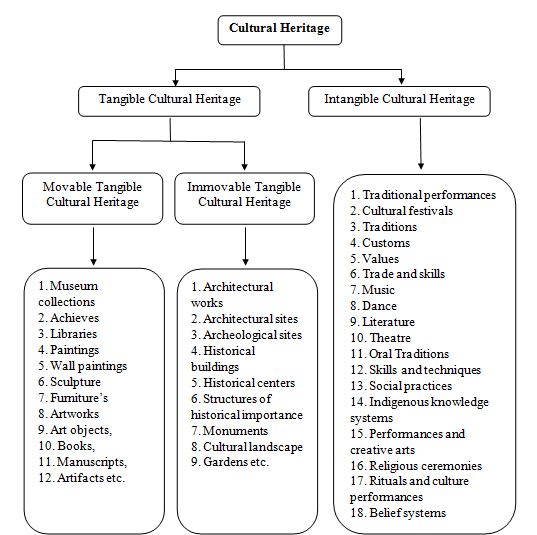 Cultural Heritage
Tangible Cultural Heritage
Intangible Cultural Heritage
Movable Tangible
Cultural Heritage
Immovable Tangible
Cultural Heritage
1. Museum
collections
2. Achieves
3. Libraries
4. Paintings
5. Wall paintings
6. Sculpture
7. Furniture's
8. Artworks
9. Art objects,
10. Books,
11. Manuscripts,
12. Artifacts etc.
1. Architectural
works
2. Architectural sites
3. Archeological sites
4. Historical
buildings
5. Historical centers
6. Structures of
historical importance
7. Monuments
8. Cultural landscape
9. Gardens etc.
1. Traditional performances
2. Cultural festivals
3. Traditions
4. Customs
5. Values
6. Trade and skills
7. Music
8. Dance
9. Literature
10. Theatre
11. Oral Traditions
12. Skills and techniques
13. Social practices
14. Indigenous knowledge
systems
15. Performances and
creative arts
16. Religious ceremonies
17. Rituals and culture
performances
18. Belief systems